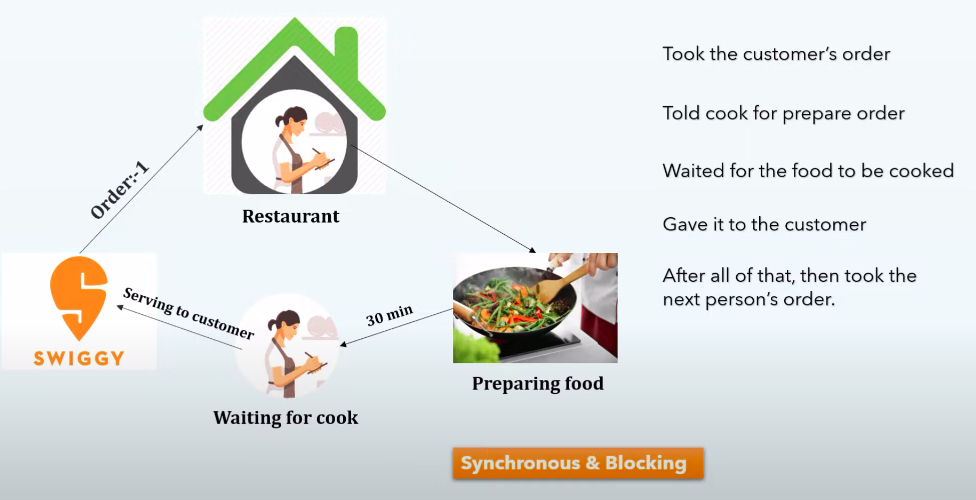 Took the customer's order
Told cook for prepare order
Order:-1
Waited for the food to be cooked
Restaurant
Gave it to the customer
After all of that, then took the
next person's order.
Serving to customer
30 min
SWIGGY
Preparing food
Waiting for cook
Synchronous & Blocking